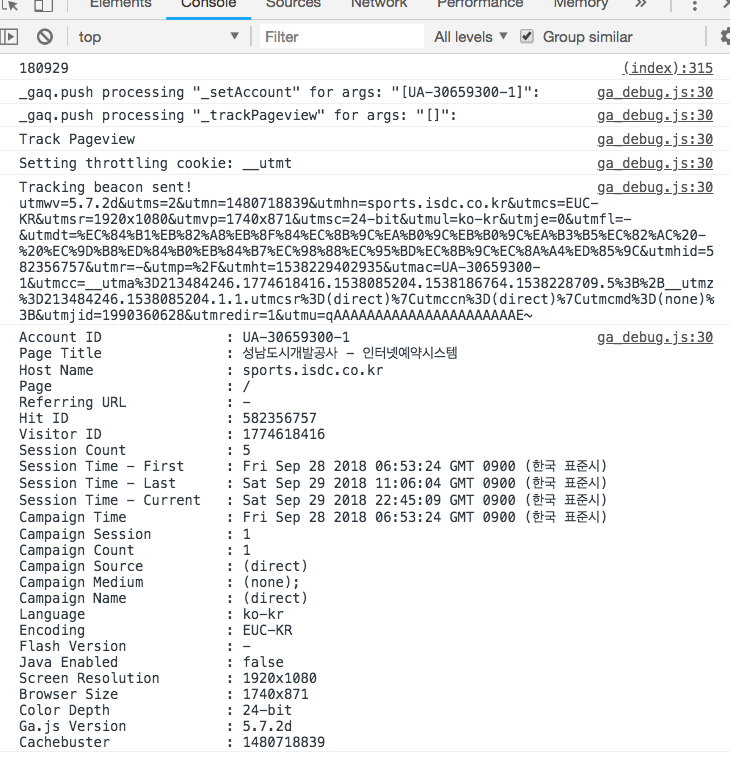 Elements Console Sources Network Performance Memory »
top ▼ Filter All levels ▼ Group similar
180929 (index):315
_gaq.push processing "_setAccount" for args: "[UA-30659300-1]": ga_debug.js:30
_gaq.push processing "_trackPageview" for args: "[]": ga_debug.js:30
Track Pageview ga_debug.js:30
Setting throttling cookie: __utmt ga_debug.js:30
Tracking beacon sent! ga_debug.js:30
utmwv=5.7.2d&utms=2&utmn=1480718839&utmhn=sports.isdc.co.kr&utmcs=EUC-
KR&utmsr=1920x1080&utmvp=1740x871&utmsc=24-bit&utmul=ko-kr&utmje=0&utmfl=-
&utmdt=%EC%84%B1%EB%82%A8%EB%8F%84%EC%8B%9C%EA%B0%9C%EB%B0%9C%EA%B3%B5%EC%82%AC%20-
%20%EC%9D%B8%ED%84%B0%EB%84%B7%EC%98%88%EC%95%BD%EC%8B%9C%EC%8A%A4%ED%85%9C&utmhid=
582356757&utmr=-&utmp=%2F&utmht=1538229402935&utmac=UA-30659300-
1&utmcc=__utma%3D213484246.1774618416.1538085204.1538186764.1538228709.5%3B%2B__utmz
%3D213484246.1538085204.1.1.utmcsr%3D(direct)%7Cutmccn%3D(direct)%7Cutmcmd%3D(none)%
3B&utmjid=1990360628&utmredir=1&utmu=qAAAAAAAAAAAAAAAAAAAAAAE~
Account ID : UA-30659300-1 ga_debug.js:30
Page Title : 성남도시개발공사 - 인터넷예약시스템
Host Name : sports.isdc.co.kr
Page : /
Referring URL : -
Hit ID : 582356757
Visitor ID : 1774618416
Session Count : 5
Session Time - First : Fri Sep 28 2018 06:53:24 GMT 0900 (한국 표준시)
Session Time - Last : Sat Sep 29 2018 11:06:04 GMT 0900 (한국 표준시)
Session Time - Current : Sat Sep 29 2018 22:45:09 GMT 0900 (한국 표준시)
Campaign Time : Fri Sep 28 2018 06:53:24 GMT 0900 (한국 표준시)
Campaign Session : 1
Campaign Count : 1
Campaign Source : (direct)
Campaign Medium : (none);
Campaign Name : (direct)
Language : ko-kr
Encoding : EUC-KR
Flash Version : -
Java Enabled : false
Screen Resolution : 1920x1080
Browser Size : 1740x871
Color Depth : 24-bit
Ga.js Version : 5.7.2d
Cachebuster : 1480718839